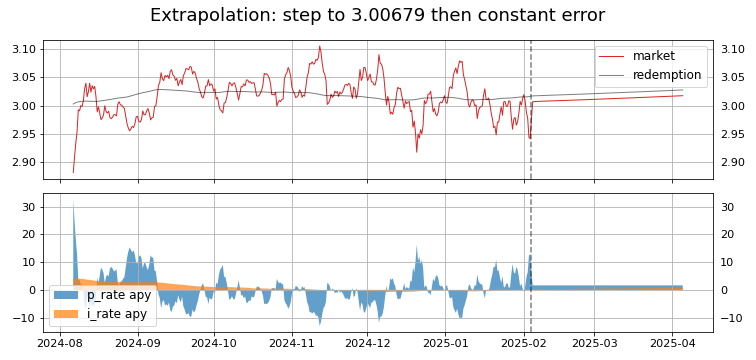 Extrapolation: step to 3.00679 then constant error
3.10 3.10
market
3.05 redemption 3.05
3.00 3.00
2.95 2.95
2.90 2.90
30 30
20 20
10 10
0 p_rate apy 0
i_rate apy
−10 −10
2024-08 2024-09 2024-10 2024-11 2024-12 2025-01 2025-02 2025-03 2025-04